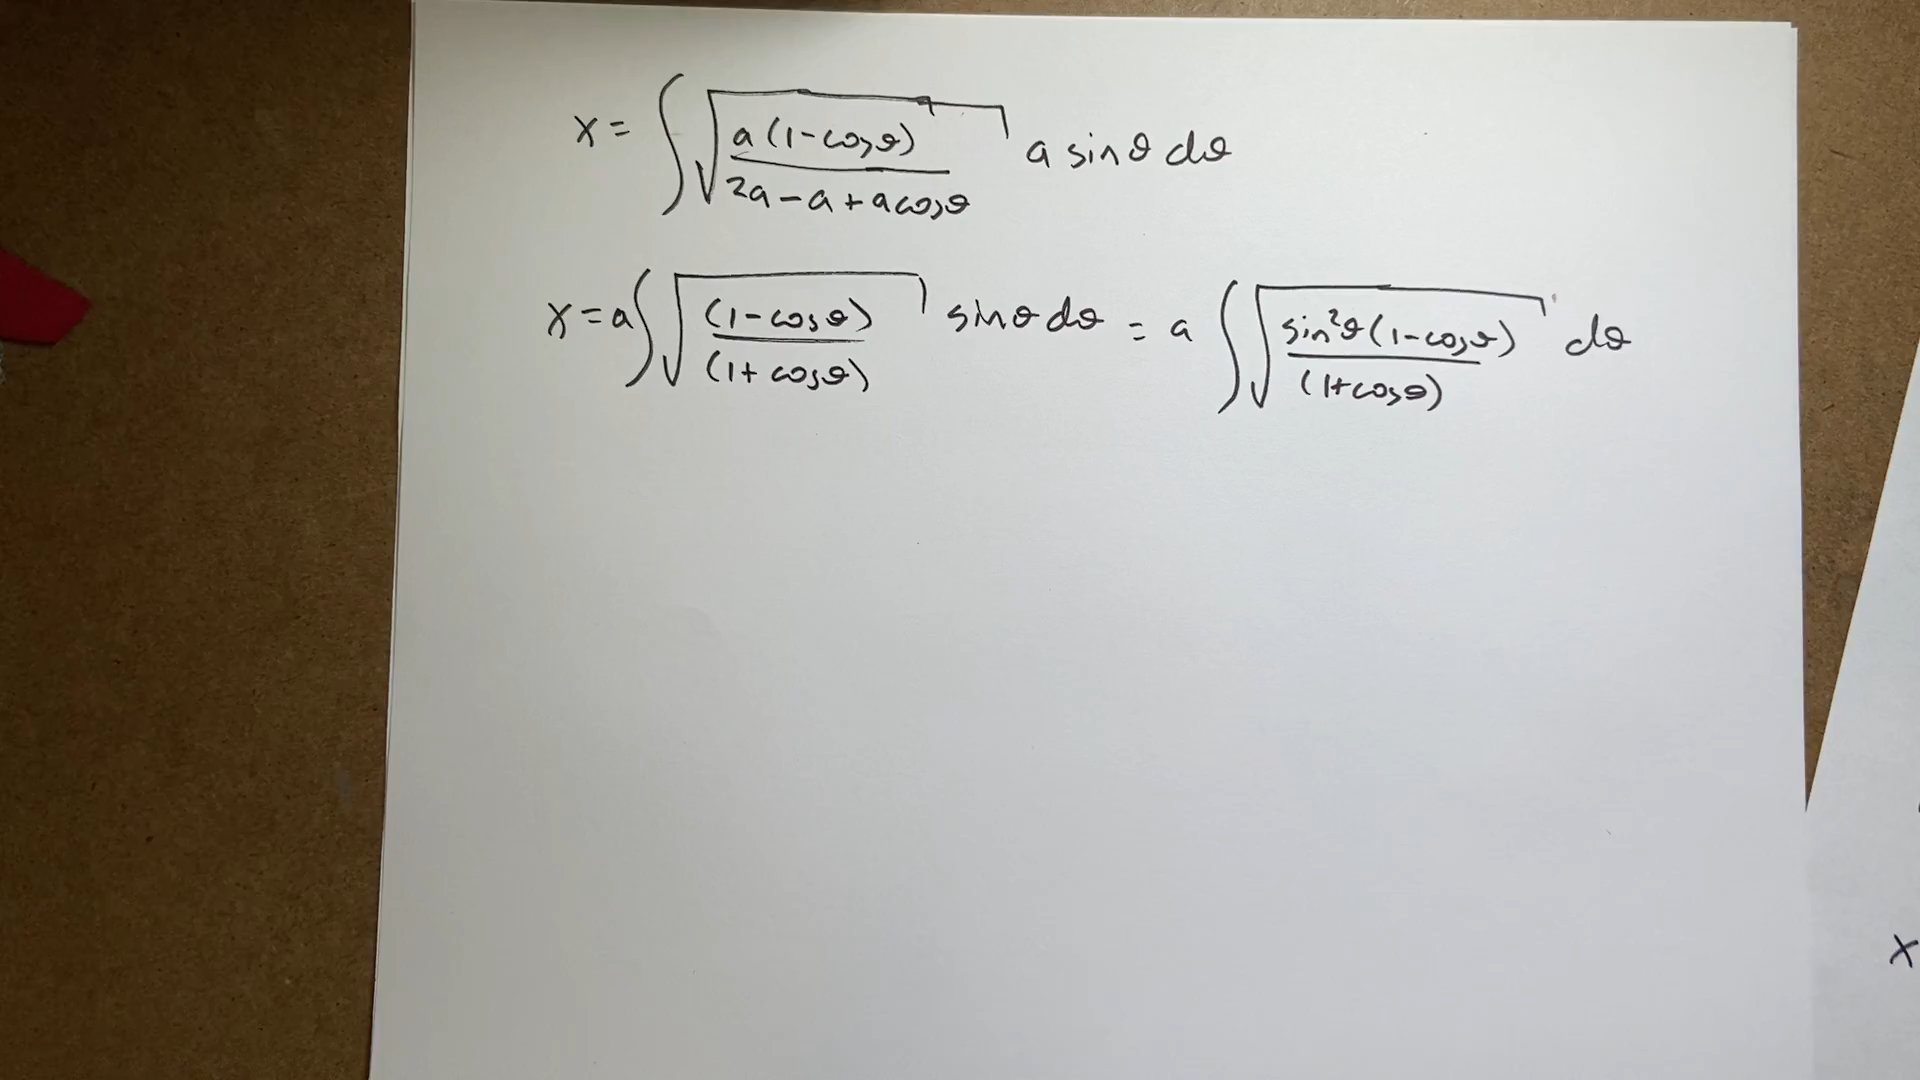 x = ∫ √(a(1-cosθ) / (2a-a+acosθ)) a sinθ dθ
x = a ∫ √((1-cosθ) / (1+cosθ)) sinθ dθ = a ∫ √(sin²θ(1-cosθ) / (1+cosθ)) dθ
x